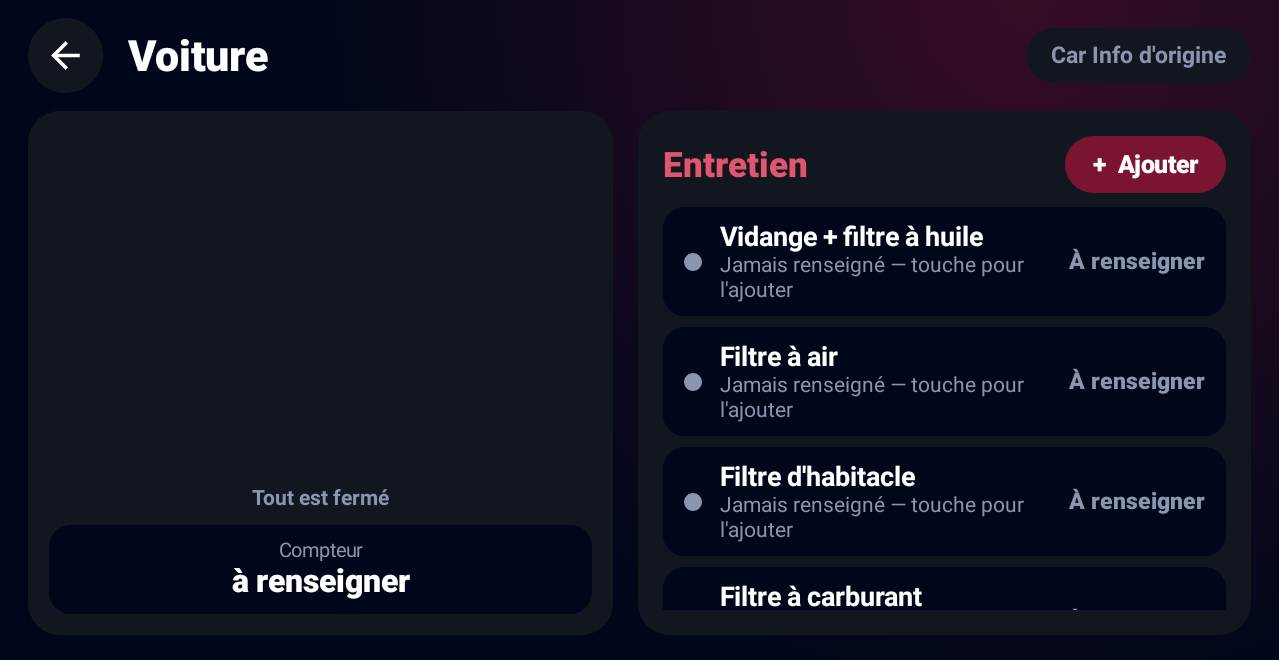 Voiture
Car Info d'origine
Tout est fermé
Compteur
à renseigner
Entretien
+ Ajouter
Vidange + filtre à huile
Jamais renseigné — touche pour
l'ajouter
À renseigner
Filtre à air
Jamais renseigné — touche pour
l'ajouter
À renseigner
Filtre d'habitacle
Jamais renseigné — touche pour
l'ajouter
À renseigner
Filtre à carburant